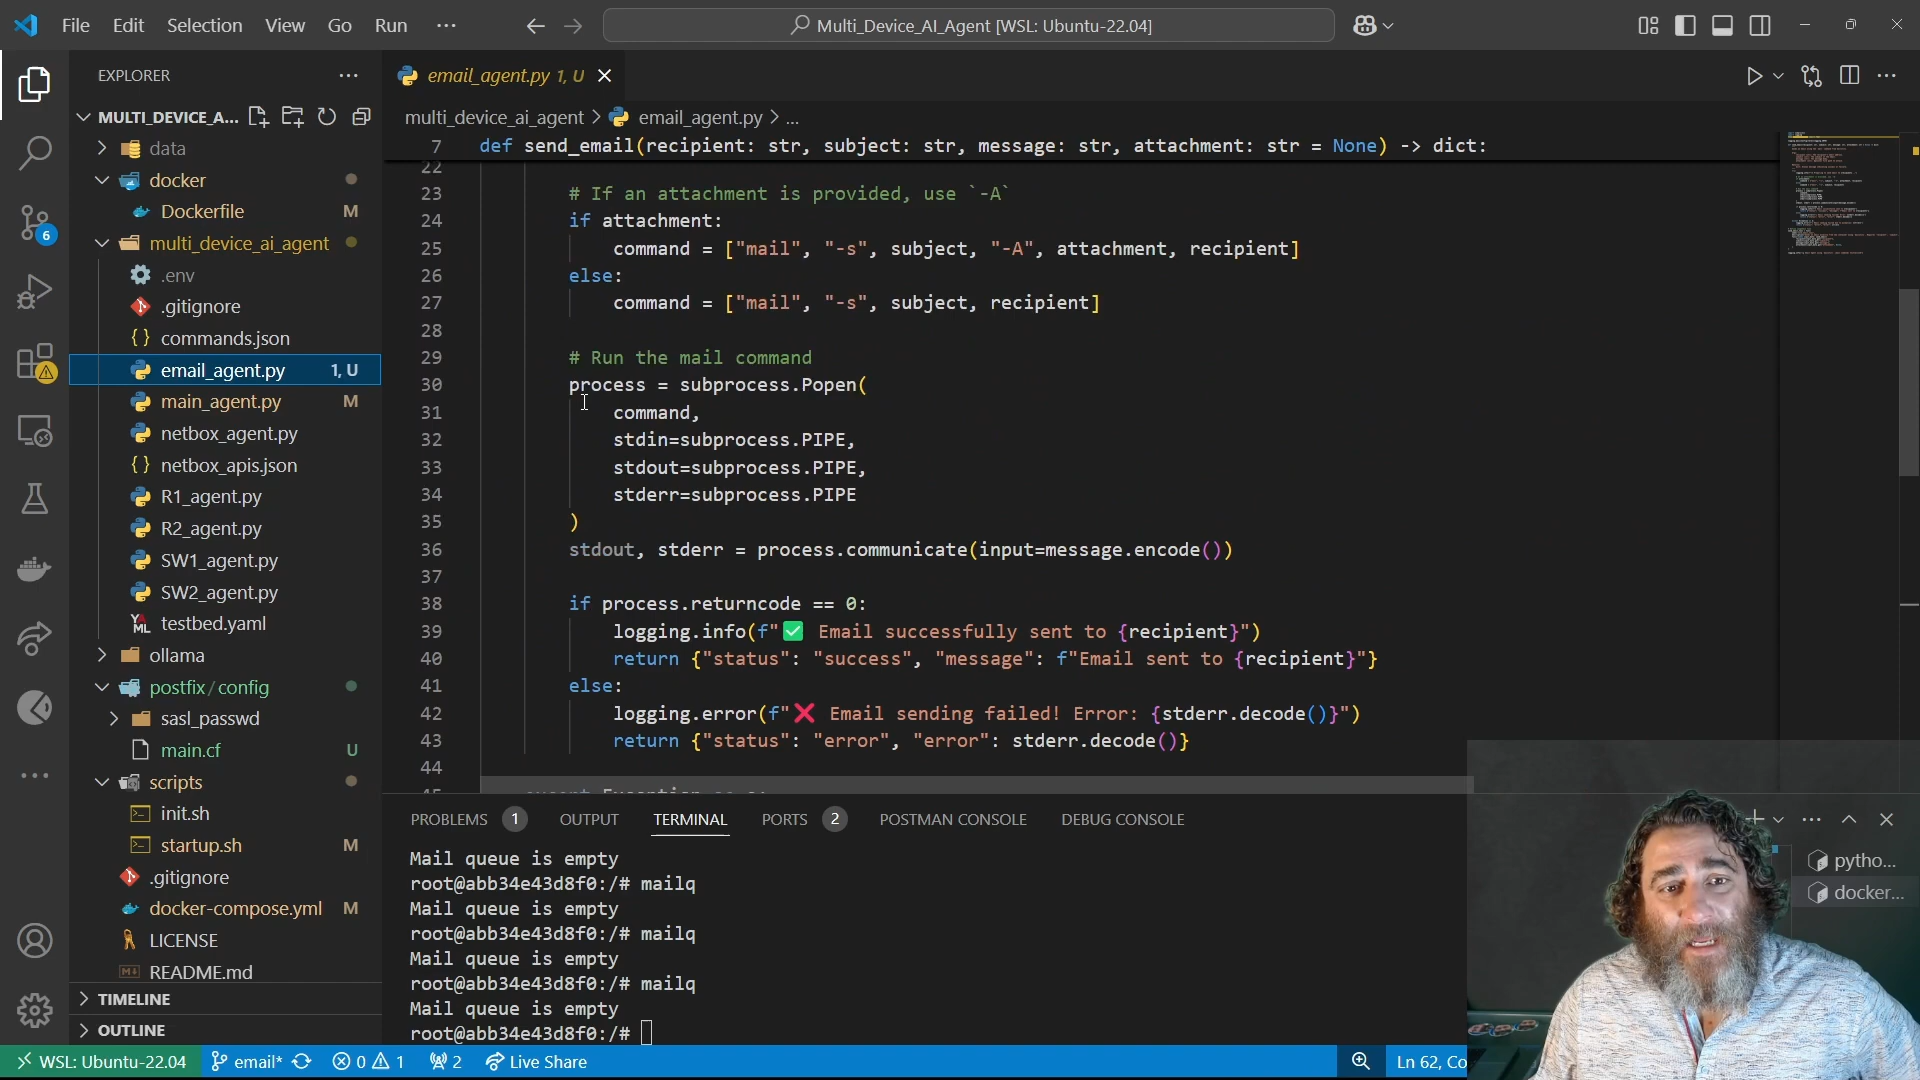 File Edit Selection View Go Run ···
Multi_Device_AI_Agent [WSL: Ubuntu-22.04]
EXPLORER
MULTI_DEVICE_A...
data
docker
Dockerfile M
multi_device_ai_agent
.env
.gitignore
commands.json
email_agent.py 1, U
main_agent.py M
netbox_agent.py
netbox_apis.json
R1_agent.py
R2_agent.py
SW1_agent.py
SW2_agent.py
testbed.yaml
ollama
postfix / config
sasl_passwd
main.cf U
scripts
init.sh
startup.sh M
.gitignore
docker-compose.yml M
LICENSE
README.md
TIMELINE
OUTLINE
6
email_agent.py 1, U
multi_device_ai_agent > email_agent.py > ...
7 def send_email(recipient: str, subject: str, message: str, attachment: str = None) -> dict:
22
23 # If an attachment is provided, use `-A`
24 if attachment:
25 command = ["mail", "-s", subject, "-A", attachment, recipient]
26 else:
27 command = ["mail", "-s", subject, recipient]
28
29 # Run the mail command
30 process = subprocess.Popen(
31 command,
32 stdin=subprocess.PIPE,
33 stdout=subprocess.PIPE,
34 stderr=subprocess.PIPE
35 )
36 stdout, stderr = process.communicate(input=message.encode())
37
38 if process.returncode == 0:
39 logging.info(f"✅ Email successfully sent to {recipient}")
40 return {"status": "success", "message": f"Email sent to {recipient}"}
41 else:
42 logging.error(f"❌ Email sending failed! Error: {stderr.decode()}")
43 return {"status": "error", "error": stderr.decode()}
44
PROBLEMS 1 OUTPUT TERMINAL PORTS 2 POSTMAN CONSOLE DEBUG CONSOLE
Mail queue is empty
root@abb34e43d8f0:/# mailq
Mail queue is empty
root@abb34e43d8f0:/# mailq
Mail queue is empty
root@abb34e43d8f0:/# mailq
Mail queue is empty
root@abb34e43d8f0:/#
pytho...
docker...
WSL: Ubuntu-22.04 email* 0 1 2 Live Share Ln 62, Co